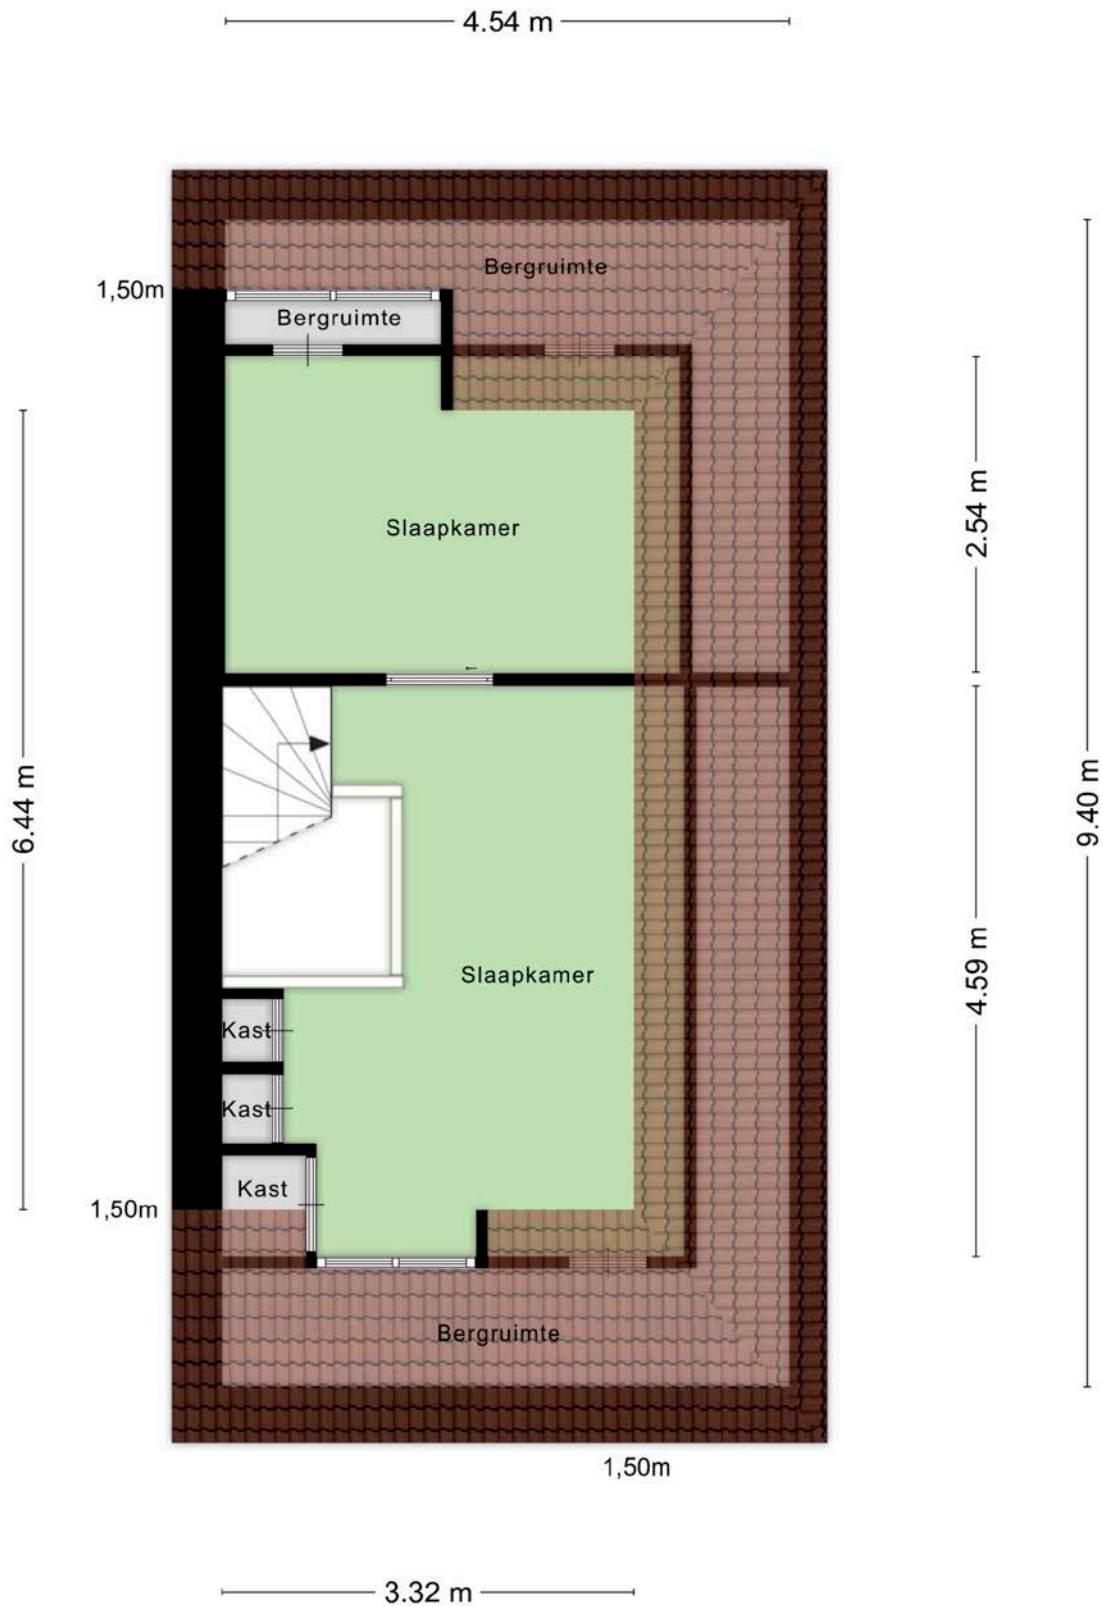 4.54 m
Bergruimte
1,50m
Bergruimte
2.54 m
Slaapkamer
6.44 m
9.40 m
4.59 m
Slaapkamer
Kast
Kast
Kast
1,50m
Bergruimte
1,50m
3.32 m